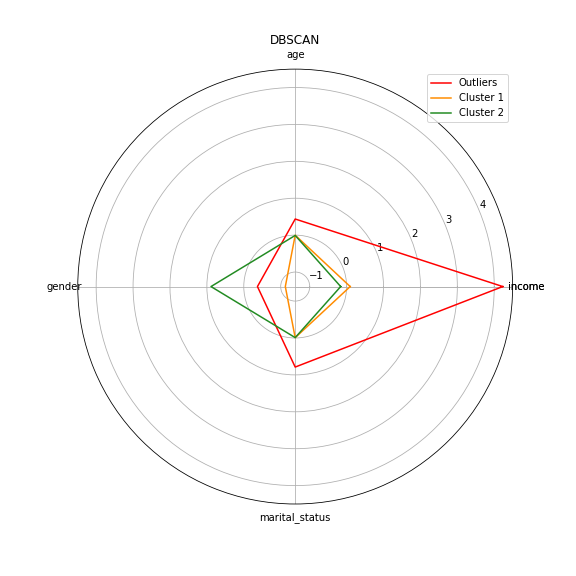 DBSCAN
age
Outliers
Cluster 1
Cluster 2
4
3
2
1
0
−1
gender
income
marital_status